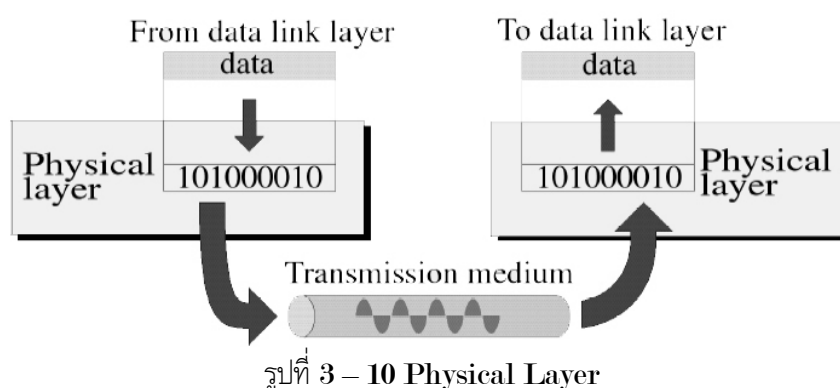 From data link layer
data
Physical
layer
101000010
To data link layer
data
101000010
Physical
layer
Transmission medium
รูปที่ 3 – 10 Physical Layer